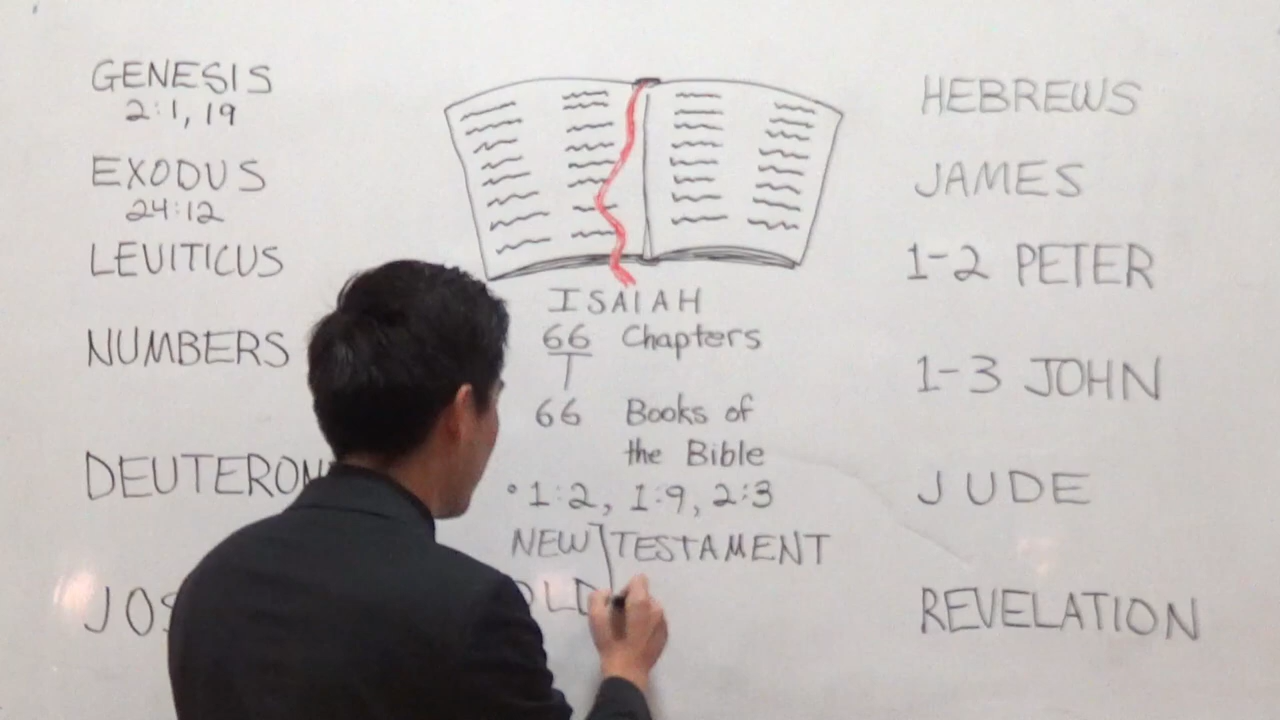 GENESIS
2:1, 19
EXODUS
24:12
LEVITICUS
NUMBERS
DEUTERON
JOS
ISAIAH
66 Chapters
66 Books of
the Bible
• 1:2, 1:9, 2:3
NEW TESTAMENT
OLD
HEBREWS
JAMES
1-2 PETER
1-3 JOHN
JUDE
REVELATION